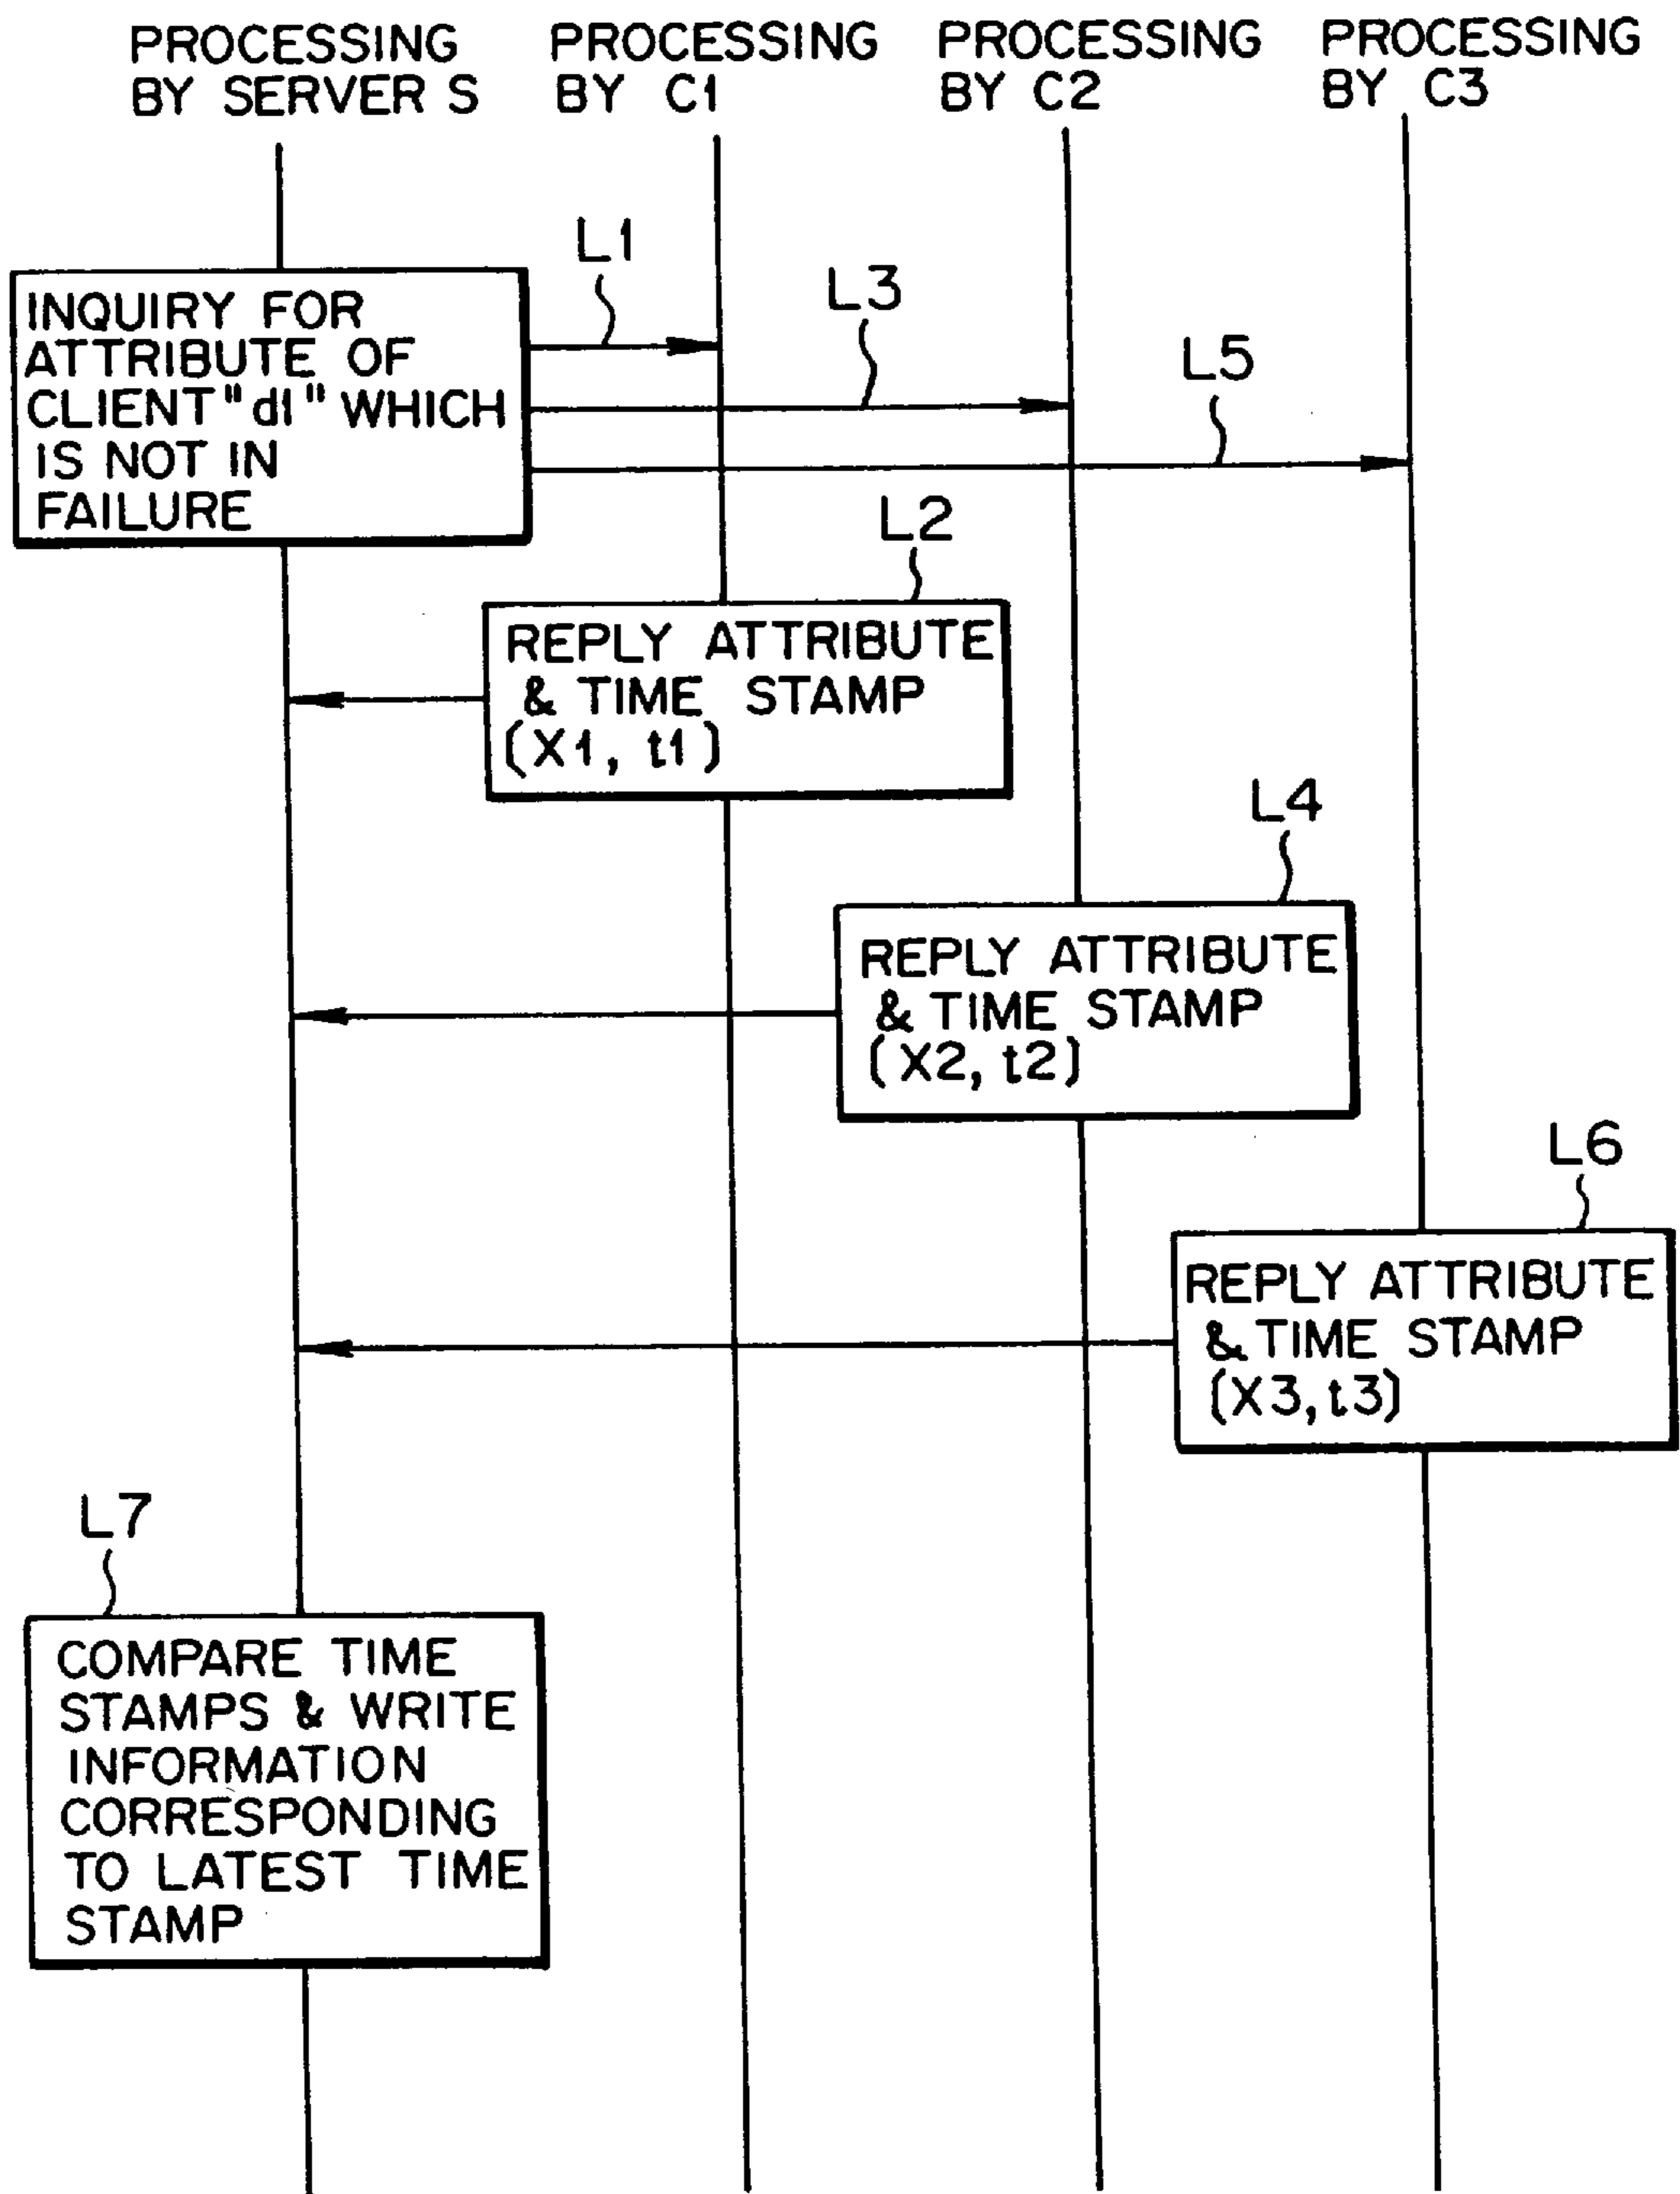 PROCESSING
BY SERVER S
PROCESSING
BY C1
PROCESSING
BY C2
PROCESSING
BY C3
L1
L3
L5
INQUIRY FOR
ATTRIBUTE OF
CLIENT "d1" WHICH
IS NOT IN
FAILURE
L2
REPLY ATTRIBUTE
& TIME STAMP
(X1, t1)
L4
REPLY ATTRIBUTE
& TIME STAMP
(X2, t2)
L6
REPLY ATTRIBUTE
& TIME STAMP
(X3, t3)
L7
COMPARE TIME
STAMPS & WRITE
INFORMATION
CORRESPONDING
TO LATEST TIME
STAMP